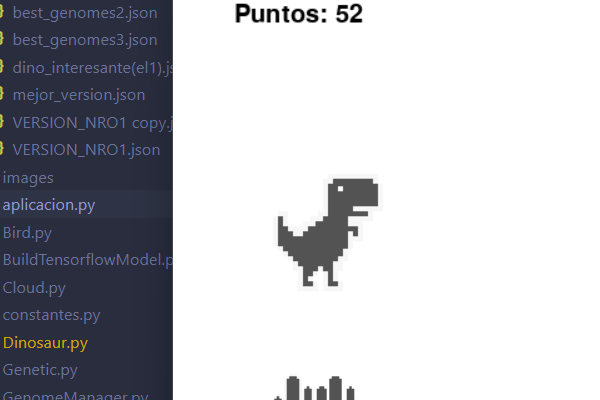 best_genomes2.json
Puntos: 52
best_genomes3.json
dino_interesante(el1).js
mejor_version.json
VERSION_NRO1 copy.j
VERSION_NRO1.json
images
aplicacion.py
Bird.py
BuildTensorflowModel.p
Cloud.py
constantes.py
Dinosaur.py
Genetic.py
GenomeManager.py